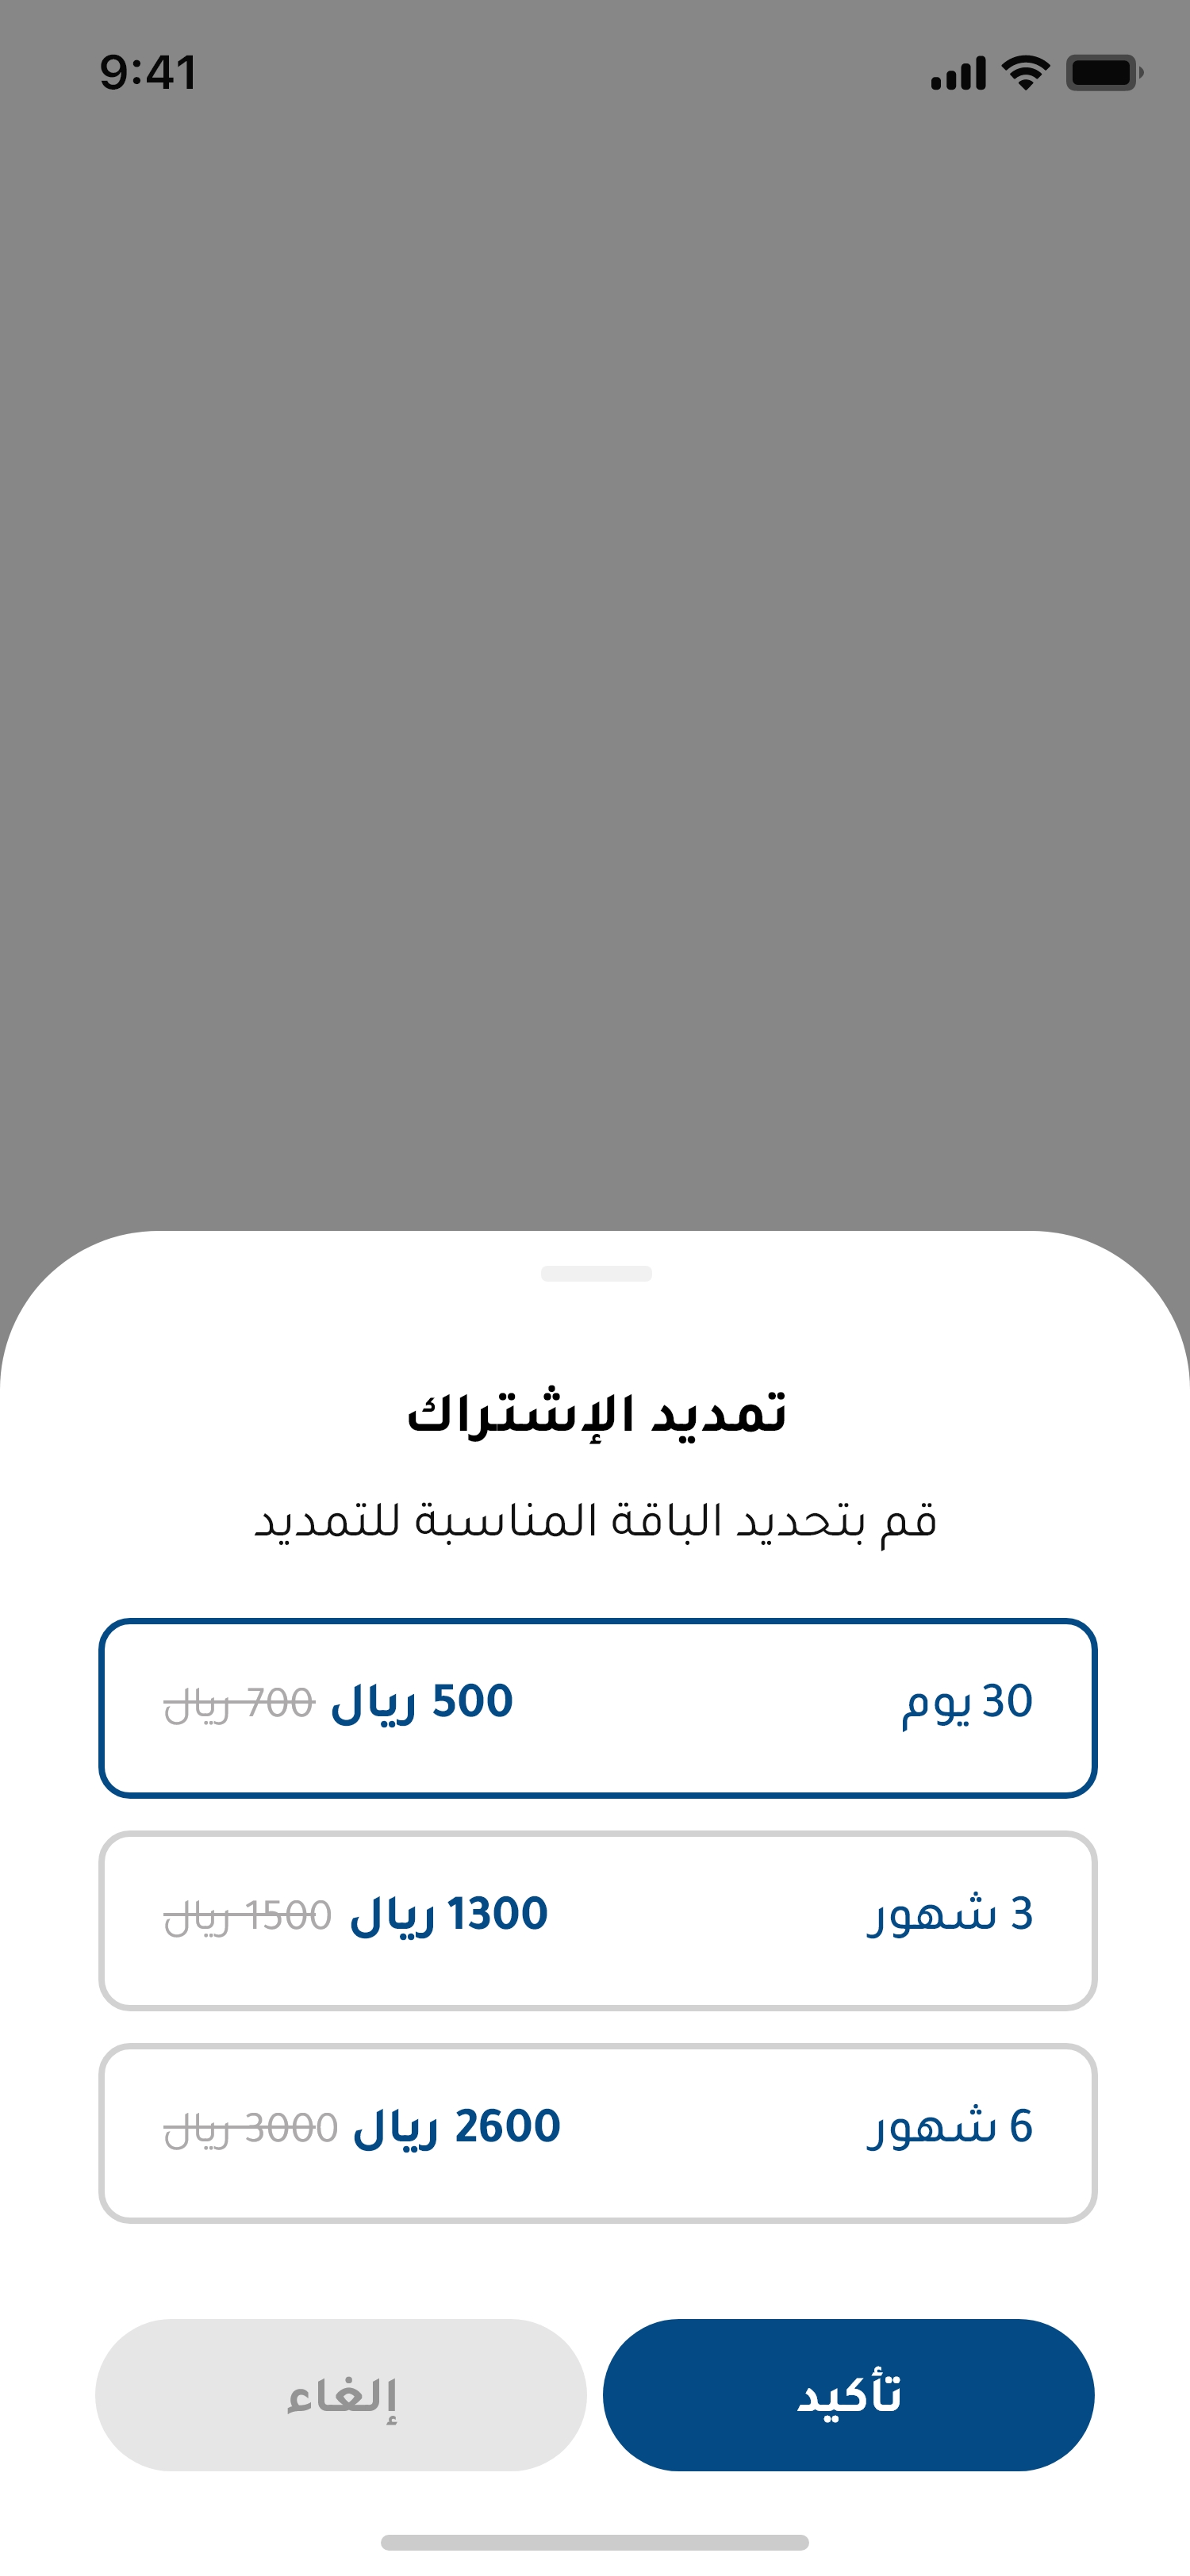 9:41
تمديد الإشتراك
قم بتحديد الباقة المناسبة للتمديد
30 يوم 500 ريال 700 ريال
3 شهور 1300 ريال 1500 ريال
6 شهور 2600 ريال 3000 ريال
تأكيد إلغاء